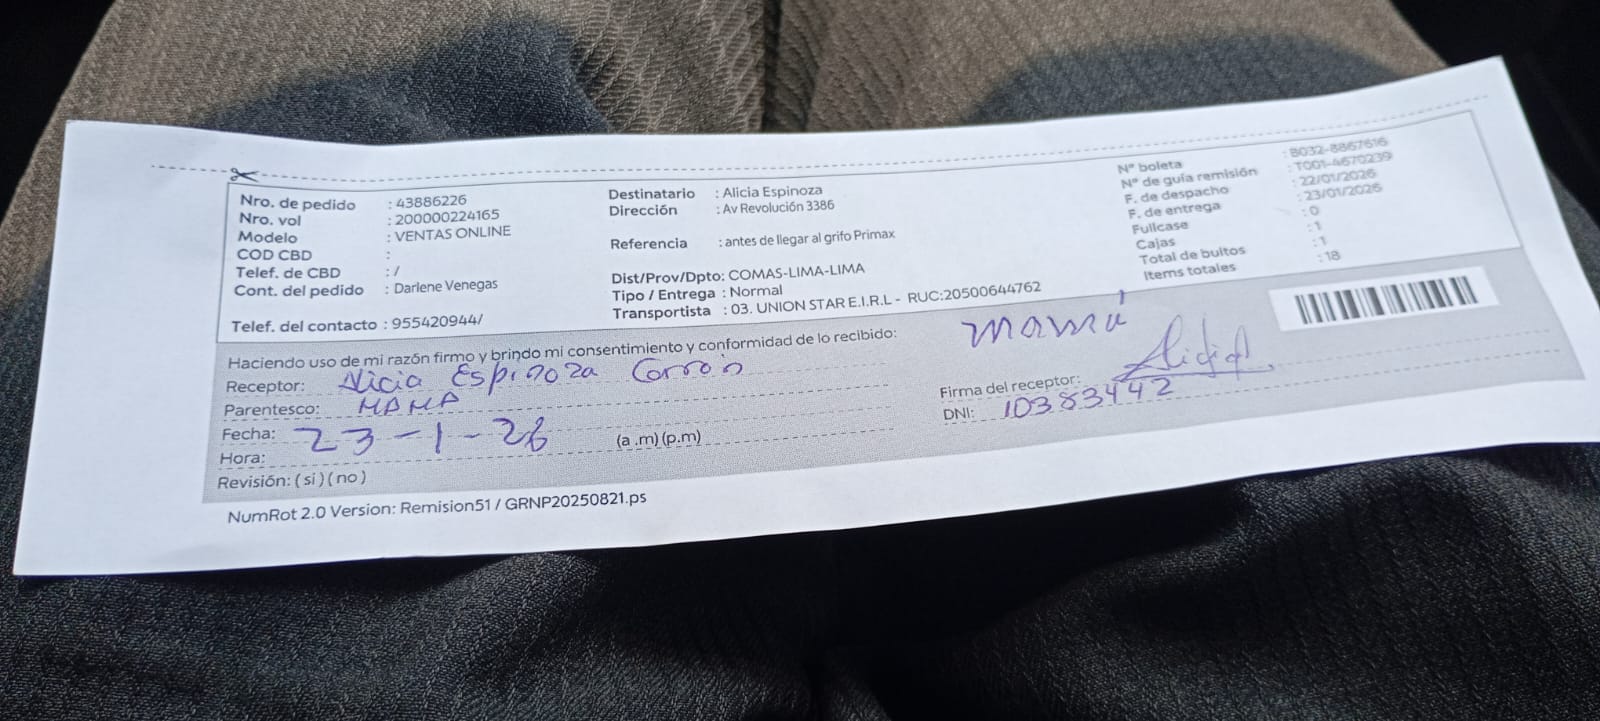 Nro. de pedido : 43886226
Nro. vol : 200000224165
Modelo : VENTAS ONLINE
COD CBD :
Telef. de CBD : /
Cont. del pedido : Darlene Venegas
Telef. del contacto : 955420944/
Destinatario : Alicia Espinoza
Dirección : Av Revolución 3386
Referencia : antes de llegar al grifo Primax
Dist/Prov/Dpto: COMAS-LIMA-LIMA
Tipo / Entrega : Normal
Transportista : 03. UNION STAR E.I.R.L - RUC:20500644762
N° boleta : B032-8867616
N° de guía remisión : T001-4670239
F. de despacho : 22/01/2026
F. de entrega : 23/01/2026
Fullcase : 0
Cajas : 1
Total de bultos : 1
Items totales : 18
Haciendo uso de mi razón firmo y brindo mi consentimiento y conformidad de lo recibido:
mamá
Receptor: Alicia Espinoza
Parentesco: MAMA
Fecha: 23-1-26
Hora: (a .m) (p.m)
Revisión: ( si ) ( no )
Firma del receptor:
DNI: 10383442
NumRot 2.0 Version: Remision51 / GRNP20250821.ps